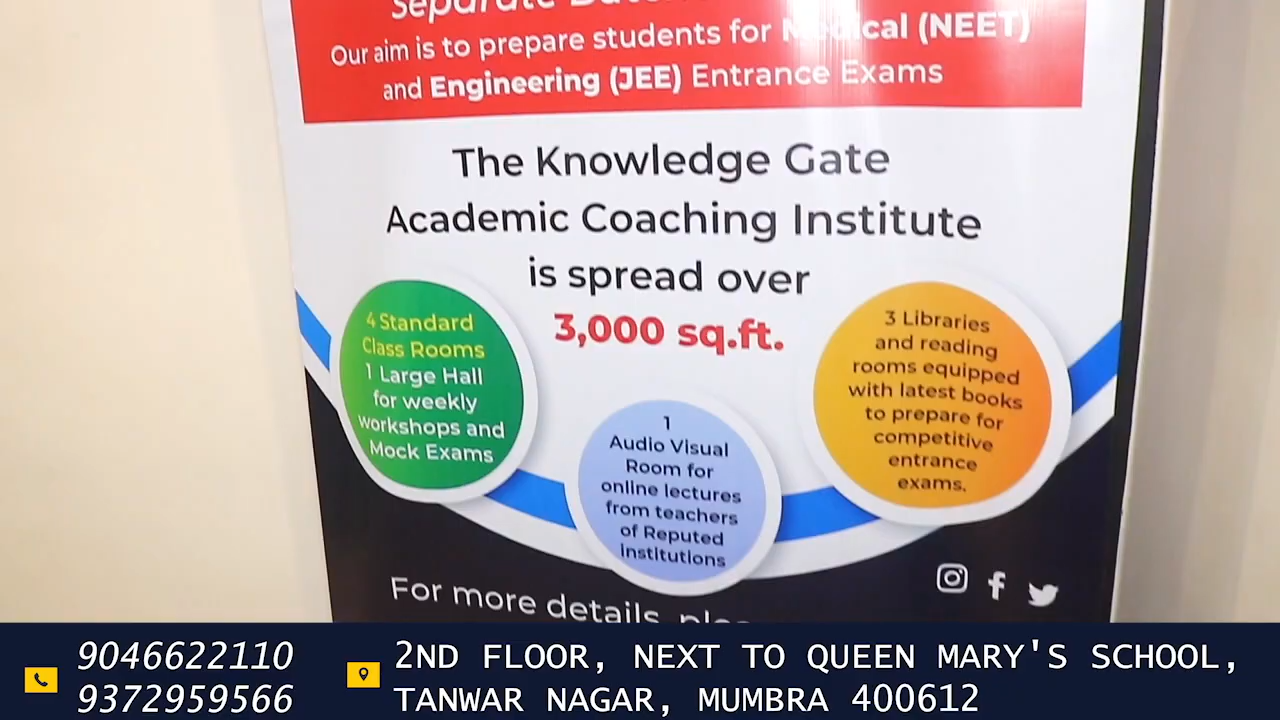 Separate
Our aim is to prepare students for Medical (NEET)
and Engineering (JEE) Entrance Exams
The Knowledge Gate
Academic Coaching Institute
is spread over
3,000 sq.ft.
4 Standard
Class Rooms
1 Large Hall
for weekly
workshops and
Mock Exams
1
Audio Visual
Room for
online lectures
from teachers
of Reputed
institutions
3 Libraries
and reading
rooms equipped
with latest books
to prepare for
competitive
entrance
exams.
For more details,
9046622110
9372959566
2ND FLOOR, NEXT TO QUEEN MARY'S SCHOOL,
TANWAR NAGAR, MUMBRA 400612